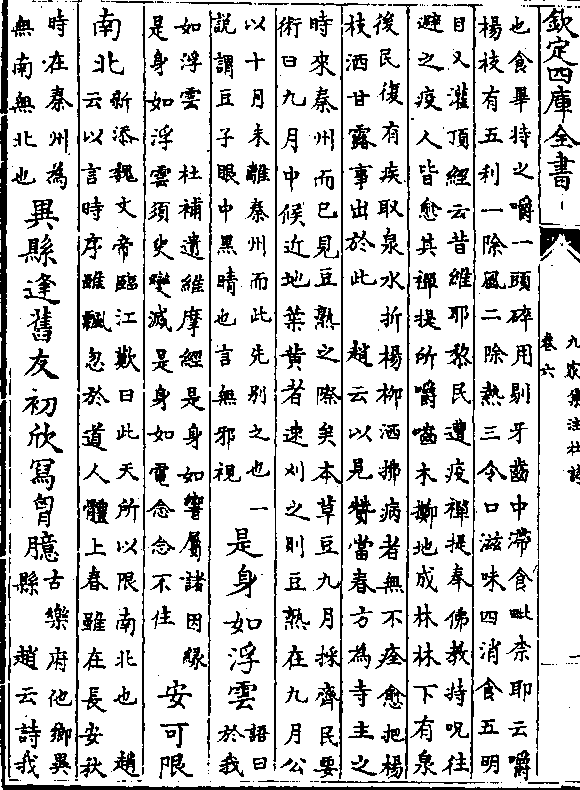 欽定四庫全書
九家集注杜詩
卷六
也食畢持之嚼一頭碎用剔牙齒中滯食毗奈耶云嚼
楊枝有五利一除風二除熱三令口滋味四消食五明
目又灌頂經云昔維耶黎民遭疫禪提奉佛教持呪往
避之疫人皆愈其禪提所嚼齒木擲地成林林下有泉
後民復有疾取泉水折楊柳洒拂病者無不痊愈把楊
枝洒甘露事出於此 趙云以見贊當春方為寺主之
時來秦州而已見豆熟之際矣本草豆九月採齊民要
術曰九月中候近地葉黄者速刈之則豆熟在九月公
以十月末離秦州而此先别之也 一
説謂豆子眼中黑睛也言無邪視
是身如浮雲
語曰
於我
如浮雲 杜補遺維摩經是身如響屬諸因縁
是身如浮雲須臾變滅是身如電念念不住
安可限
南北
新添魏文帝臨江歎曰此天所以限南北也 趙
云以言時序雖飄忽於道人體上春雖在長安秋
時在秦州為
無南無北也
異縣逢舊友初欣寫胷臆
古樂府他鄉異
縣 趙云詩我